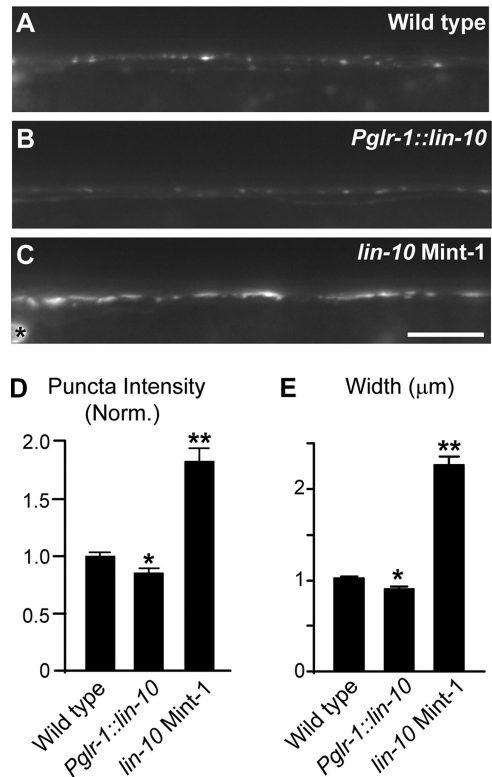 A Wild type
B Pglr-1::lin-10
C lin-10 Mint-1
*
D Puncta Intensity
(Norm.)
2.0
1.5
1.0
0.5
0
**
*
Wild type
Pglr-1::lin-10
lin-10 Mint-1
E Width (μm)
2
1
0
**
*
Wild type
Pglr-1::lin-10
lin-10 Mint-1